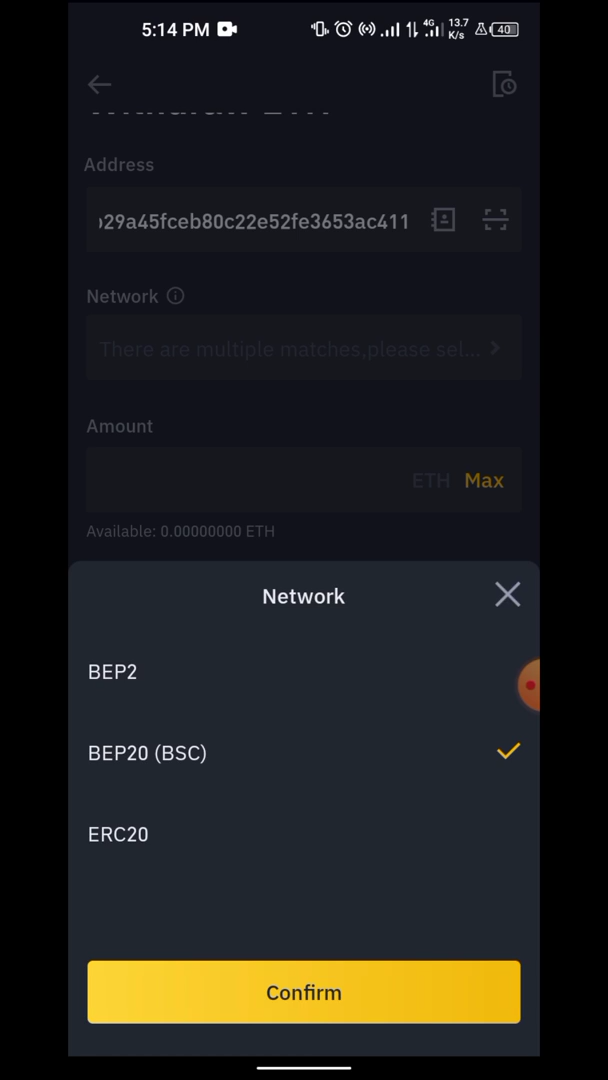 5:14 PM
4G
13.7
K/s
40
Address
29a45fceb80c22e52fe3653ac411
Network
There are multiple matches,please sel...
Amount
ETH Max
Available: 0.00000000 ETH
Network
BEP2
BEP20 (BSC)
ERC20
Confirm